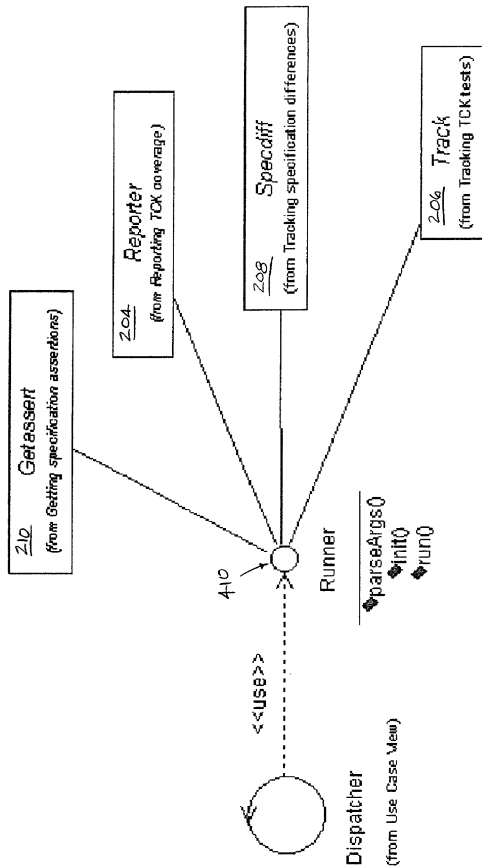 210 Getassert
(from Getting specification assertions)
204 Reporter
(from Reporting TCK coverage)
208 Specdiff
(from Tracking specification differences)
206 Track
(from Tracking TCK tests)
410
Runner
parseArgs()
init()
run()
<<use>>
Dispatcher
(from Use Case View)